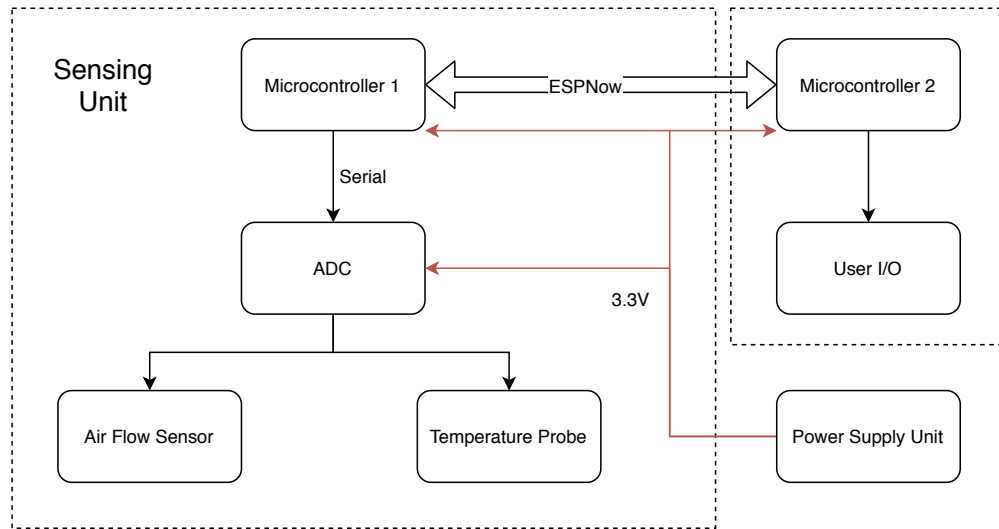 Sensing
Unit
Microcontroller 1
ESPNow
Microcontroller 2
Serial
ADC
3.3V
User I/O
Air Flow Sensor
Temperature Probe
Power Supply Unit